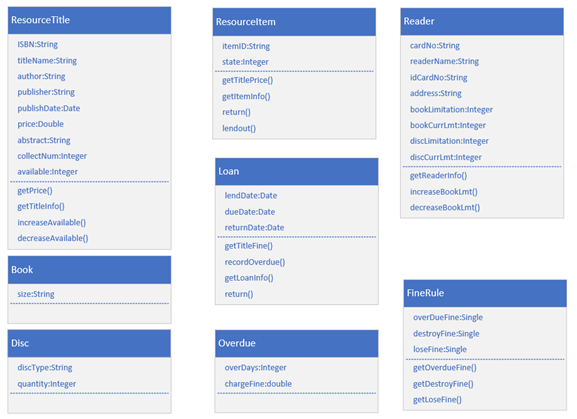 ResourceTitle
ISBN:String
titleName:String
author:String
publisher:String
publishDate:Date
price:Double
abstract:String
collectNum:Integer
available:Integer
getPrice()
getTitleInfo()
increaseAvailable()
decreaseAvailable()
Book
size:String
Disc
discType:String
quantity:Integer
ResourceItem
itemID:String
state:Integer
getTitlePrice()
getItemInfo()
return()
lendout()
Loan
lendDate:Date
dueDate:Date
returnDate:Date
getTitleFine()
recordOverdue()
getLoanInfo()
return()
Overdue
overDays:Integer
chargeFine:double
Reader
cardNo:String
readerName:String
idCardNo:String
address:String
bookLimitation:Integer
bookCurrLmt:Integer
discLimitation:Integer
discCurrLmt:Integer
getReaderInfo()
increaseBookLmt()
decreaseBookLmt()
FineRule
overDueFine:Single
destroyFine:Single
loseFine:Single
getOverdueFine()
getDestroyFine()
getLoseFine()